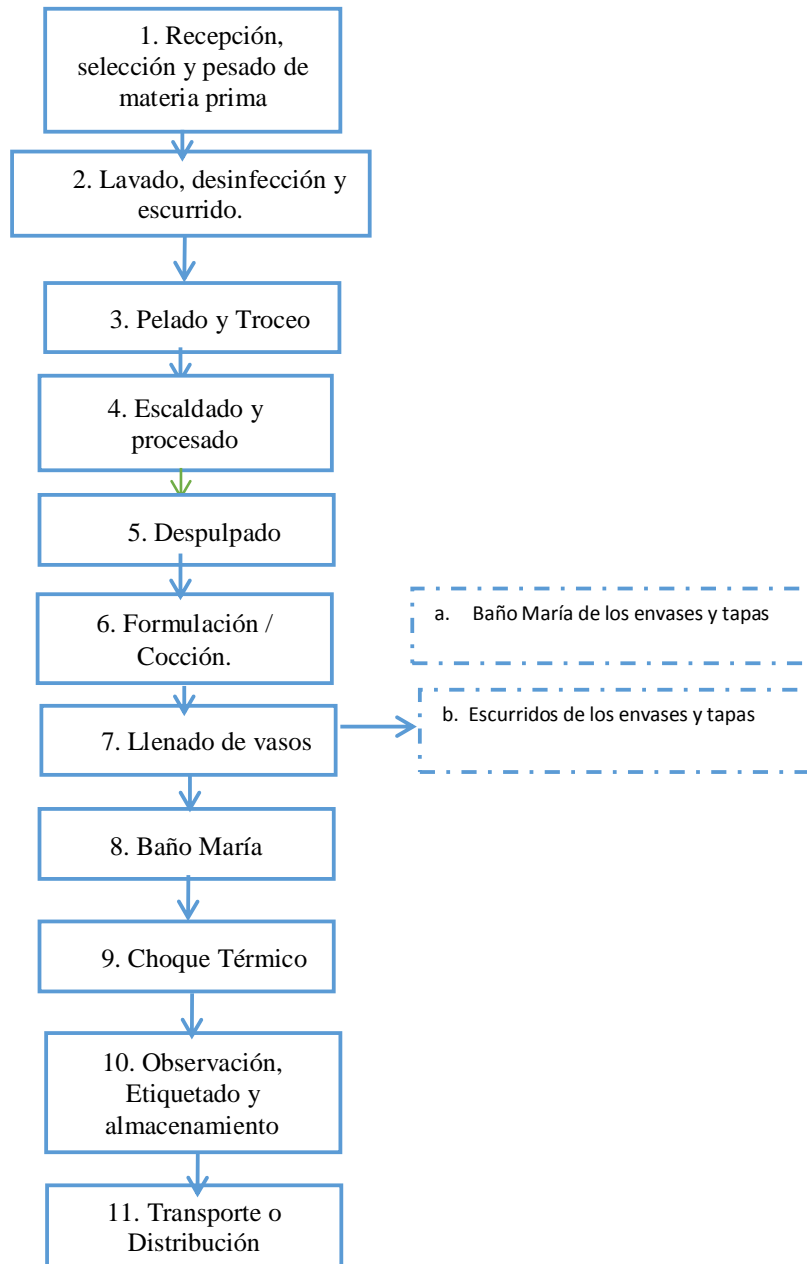 1. Recepción,
selección y pesado de
materia prima
2. Lavado, desinfección y
escurrido.
3. Pelado y Troceo
4. Escaldado y
procesado
5. Despulpado
6. Formulación /
Cocción.
a. Baño María de los envases y tapas
7. Llenado de vasos
b. Escurridos de los envases y tapas
8. Baño María
9. Choque Térmico
10. Observación,
Etiquetado y
almacenamiento
11. Transporte o
Distribución